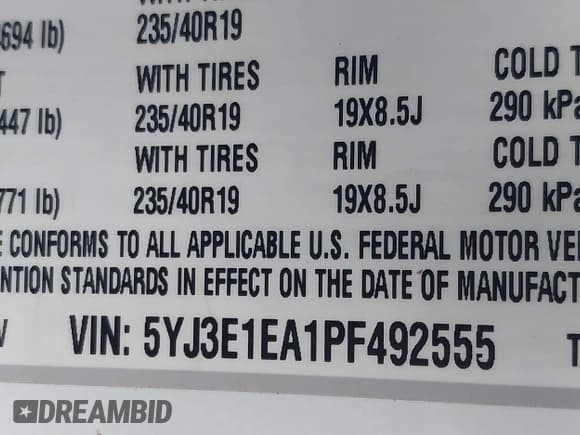 694 lb) 235/40R19
T WITH TIRES RIM COLD T
447 lb) 235/40R19 19X8.5J 290 kPa
WITH TIRES RIM COLD T
771 lb) 235/40R19 19X8.5J 290 kPa
E CONFORMS TO ALL APPLICABLE U.S. FEDERAL MOTOR VE
NTION STANDARDS IN EFFECT ON THE DATE OF MANUFACT
V VIN: 5YJ3E1EA1PF492555 T
DREAMBID